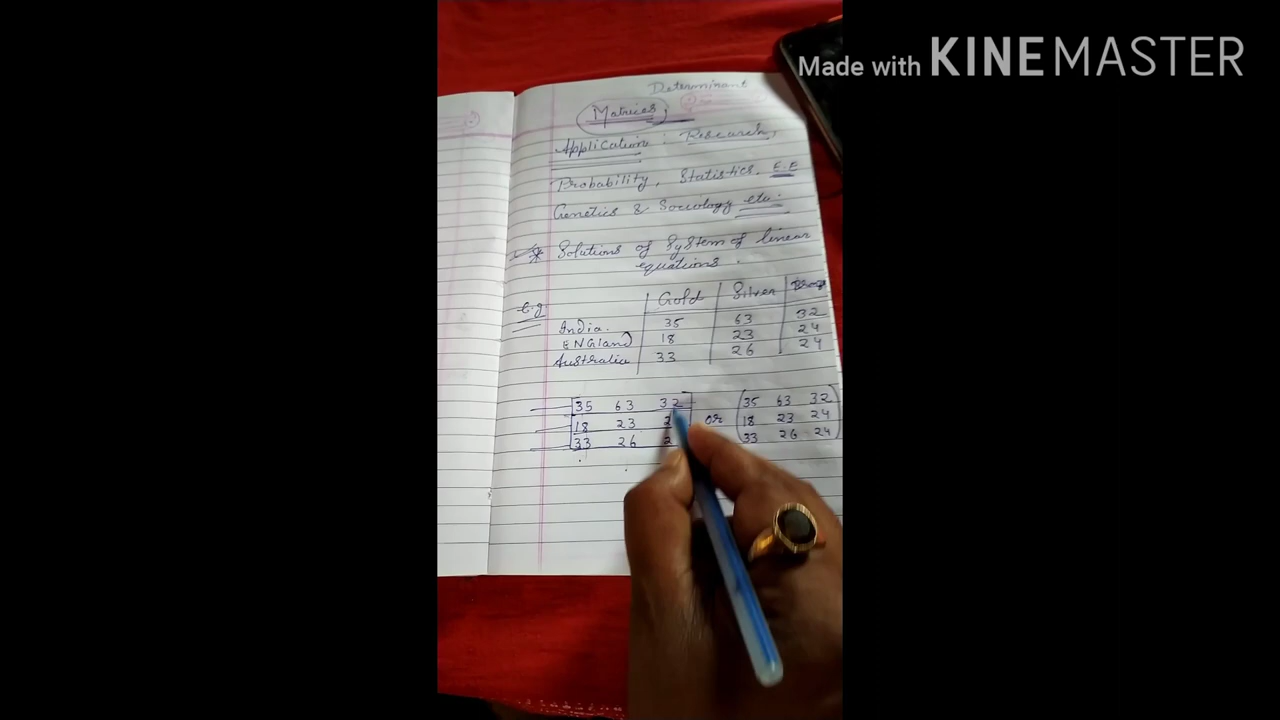 Made with KINEMASTER
Determinant
Matrices,
Application : Research,
Probability, Statistics, E.E
Genetics & Sociology etc.
* Solutions of System of linear
equations.
e.g
Gold Silver
India. 35 63 32
ENGland 18 23 24
Australia 33 26 24
35 63 32 or 35 63 32
18 23 2 18 23 24
33 26 2 33 26 24